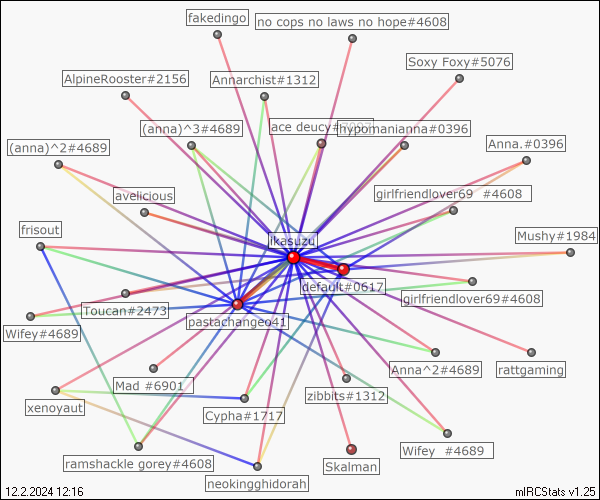 fakedingo
no cops no laws no hope#4608
Soxy Foxy#5076
AlpineRooster#2156
Annarchist#1312
(anna)^3#4689
ace deucy
hypomanianna#0396
(anna)^2#4689
Anna.#0396
avelicious
girlfriendlover69 #4608
frisout
ikasuzu
Mushy#1984
default#0617
girlfriendlover69#4608
Toucan#2473
pastachangeo41
Wifey#4689
Anna^2#4689
rattgaming
Mad #6901
zibbits#1312
xenoyaut
Cypha#1717
Wifey #4689
ramshackle gorey#4608
Skalman
neokingghidorah
12.2.2024 12:16
mIRCStats v1.25